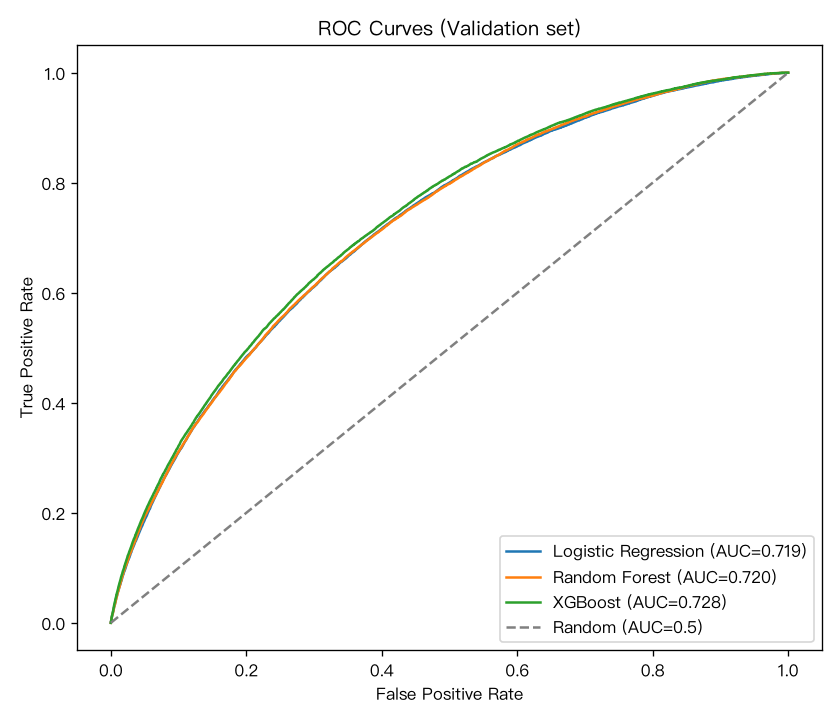 ROC Curves (Validation set)
True Positive Rate
1.0
0.8
0.6
0.4
0.2
0.0
Logistic Regression (AUC=0.719)
Random Forest (AUC=0.720)
XGBoost (AUC=0.728)
Random (AUC=0.5)
0.0 0.2 0.4 0.6 0.8 1.0
False Positive Rate